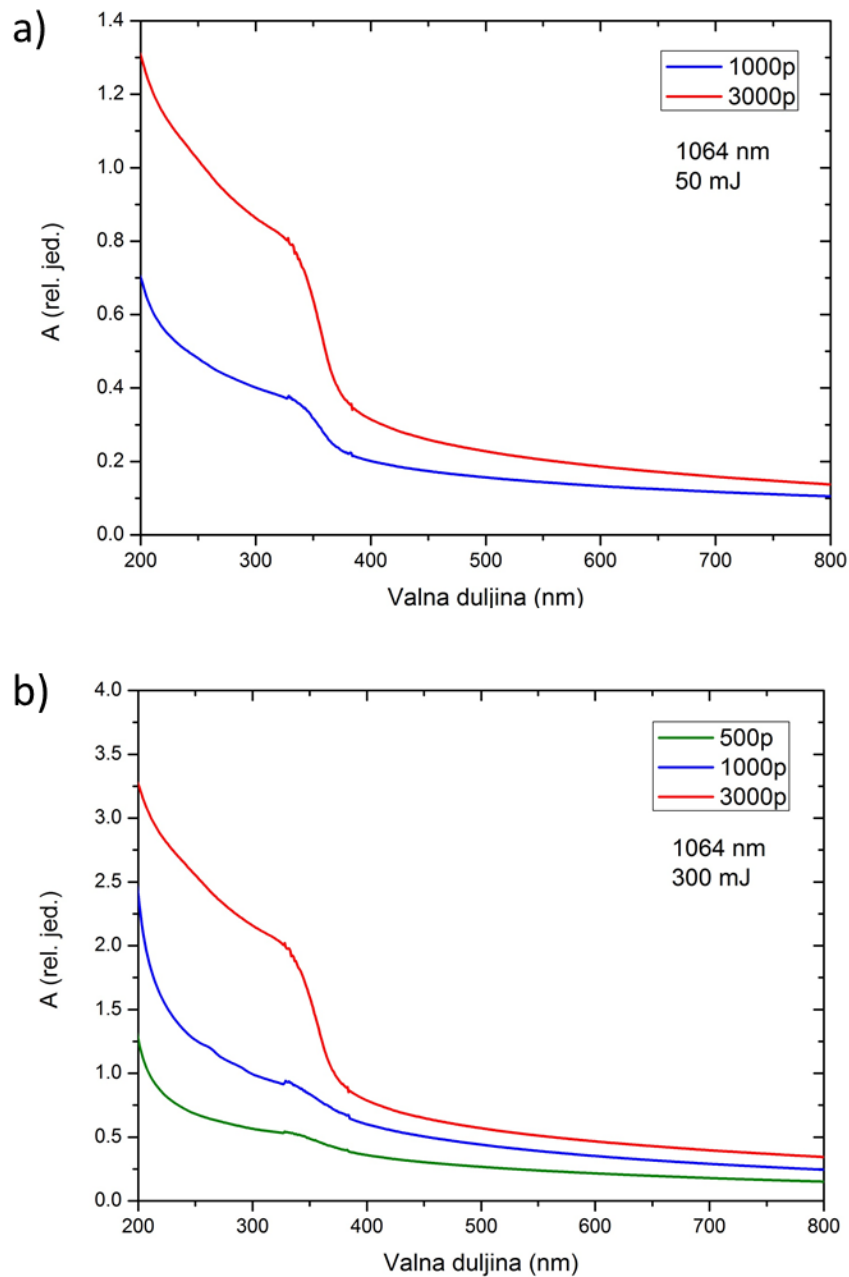 a)
1.4
1.2
1.0
0.8
0.6
0.4
0.2
0.0
A (rel. jed.)
1000p
3000p
1064 nm
50 mJ
200 300 400 500 600 700 800
Valna duljina (nm)
b)
4.0
3.5
3.0
2.5
2.0
1.5
1.0
0.5
0.0
A (rel. jed.)
500p
1000p
3000p
1064 nm
300 mJ
200 300 400 500 600 700 800
Valna duljina (nm)